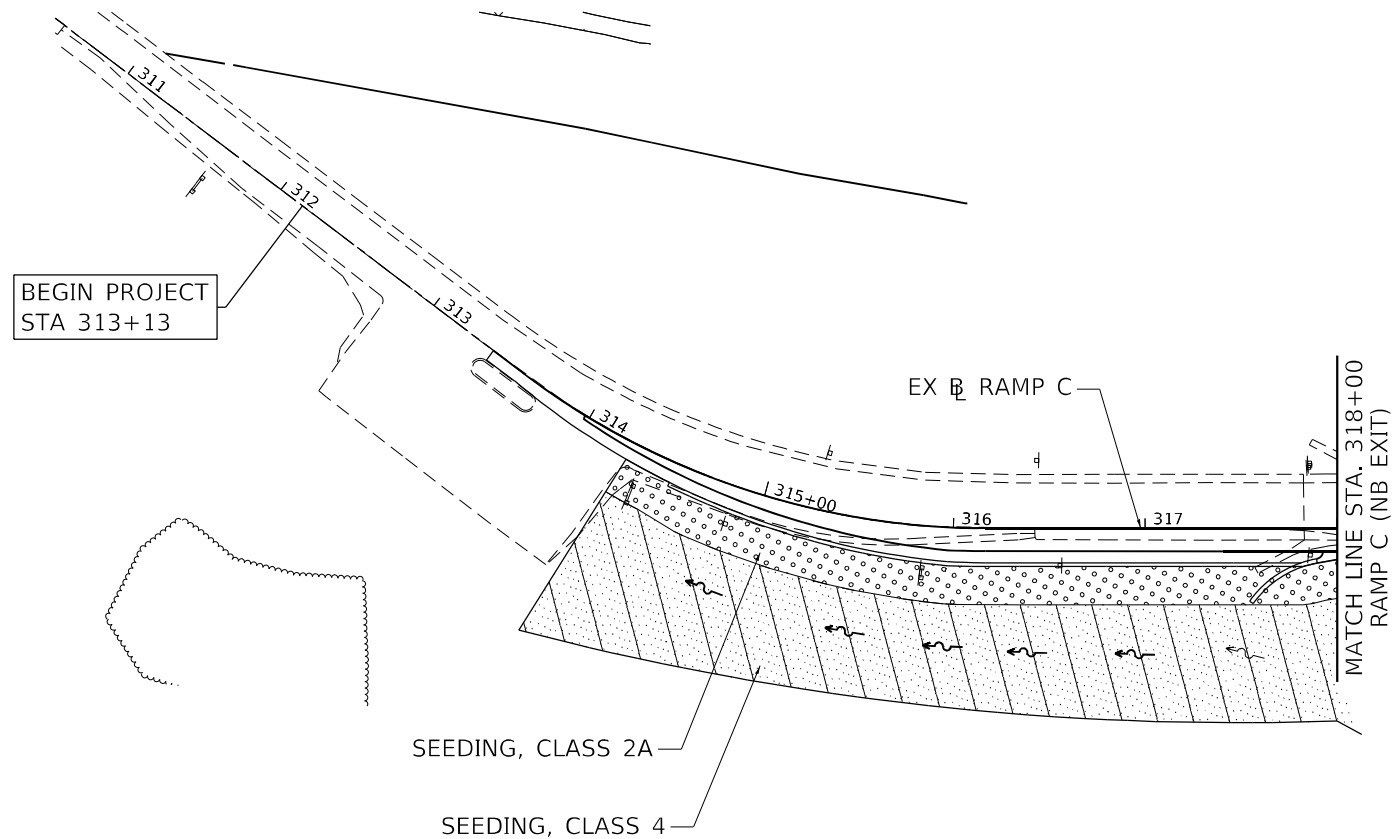 311
312
BEGIN PROJECT
STA 313+13
313
314
EX BL RAMP C
315+00
316
317
MATCH LINE STA. 318+00
RAMP C (NB EXIT)
SEEDING, CLASS 2A
SEEDING, CLASS 4